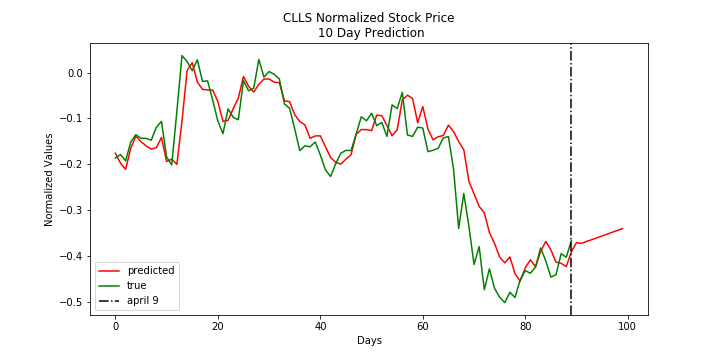 CLLS Normalized Stock Price
10 Day Prediction
Normalized Values
0.0
−0.1
−0.2
−0.3
−0.4
−0.5
predicted
true
april 9
0
20
40
60
80
100
Days